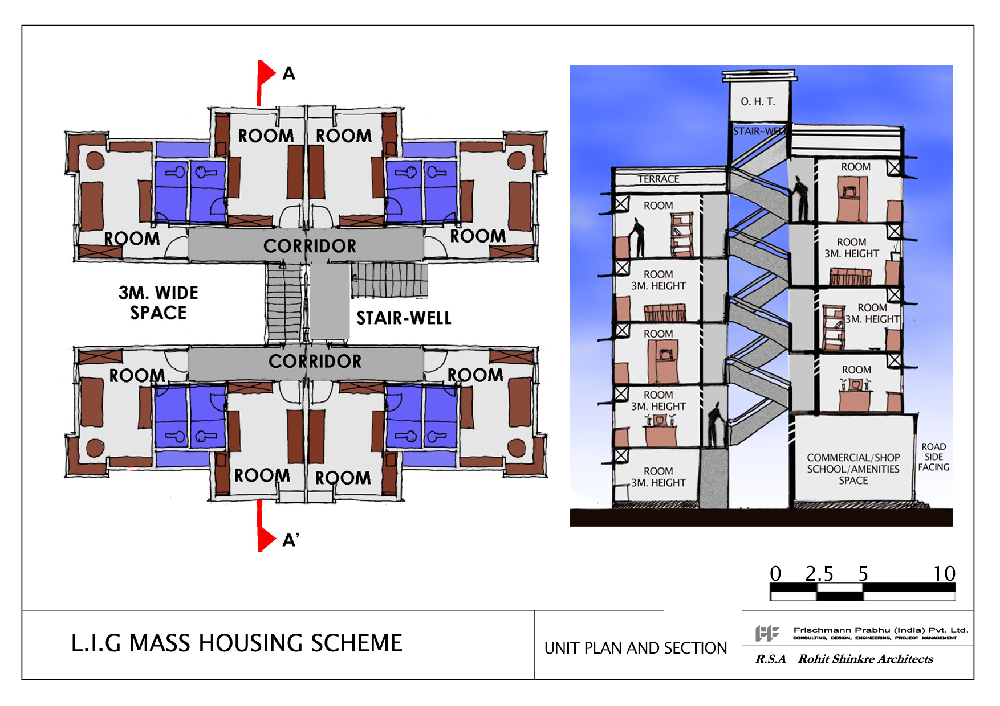 A
ROOM ROOM
ROOM ROOM
CORRIDOR
3M. WIDE
SPACE
STAIR-WELL
CORRIDOR
ROOM ROOM
ROOM ROOM
A’
O. H. T.
STAIR-WELL
TERRACE
ROOM
ROOM
3M. HEIGHT
ROOM
ROOM
3M. HEIGHT
ROOM
3M. HEIGHT
ROOM
ROOM
3M. HEIGHT
ROOM
3M. HEIGHT
ROOM
COMMERCIAL/SHOP
SCHOOL/AMENITIES
SPACE
ROAD
SIDE
FACING
0 2.5 5 10
L.I.G MASS HOUSING SCHEME
UNIT PLAN AND SECTION
Frischmann Prabhu (India) Pvt. Ltd.
CONSULTING, DESIGN, ENGINEERING, PROJECT MANAGEMENT
R.S.A Rohit Shinkre Architects